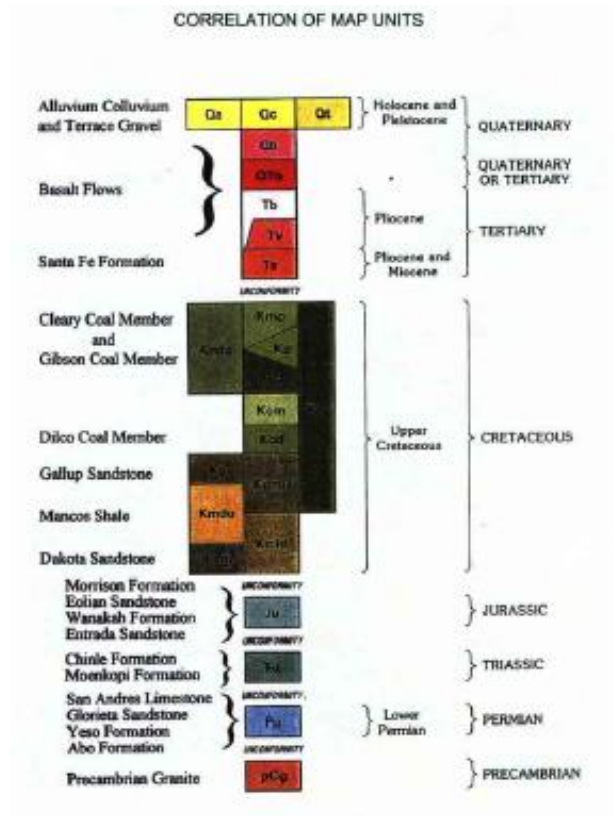 CORRELATION OF MAP UNITS
Alluvium Colluvium
and Terrace Gravel
Qa
Qc
Qt
Holocene and
Pleistocene
QUATERNARY
QTb
QUATERNARY
OR TERTIARY
Basalt Flows
Tb
Tv
Pliocene
TERTIARY
Santa Fe Formation
Ts
Pliocene and
Miocene
UNCONFORMITY
Cleary Coal Member
and
Gibson Coal Member
Kmc
Dilco Coal Member
Kcm
Kcd
Upper
Cretaceous
CRETACEOUS
Gallup Sandstone
Mancos Shale
Kmdu
Dakota Sandstone
UNCONFORMITY
Morrison Formation
Eolian Sandstone
Wanakah Formation
Entrada Sandstone
Ju
JURASSIC
UNCONFORMITY
Chinle Formation
Moenkopi Formation
TRIASSIC
UNCONFORMITY
San Andres Limestone
Glorieta Sandstone
Yeso Formation
Abo Formation
Pu
Lower
Permian
PERMIAN
UNCONFORMITY
Precambrian Granite
pCg
PRECAMBRIAN